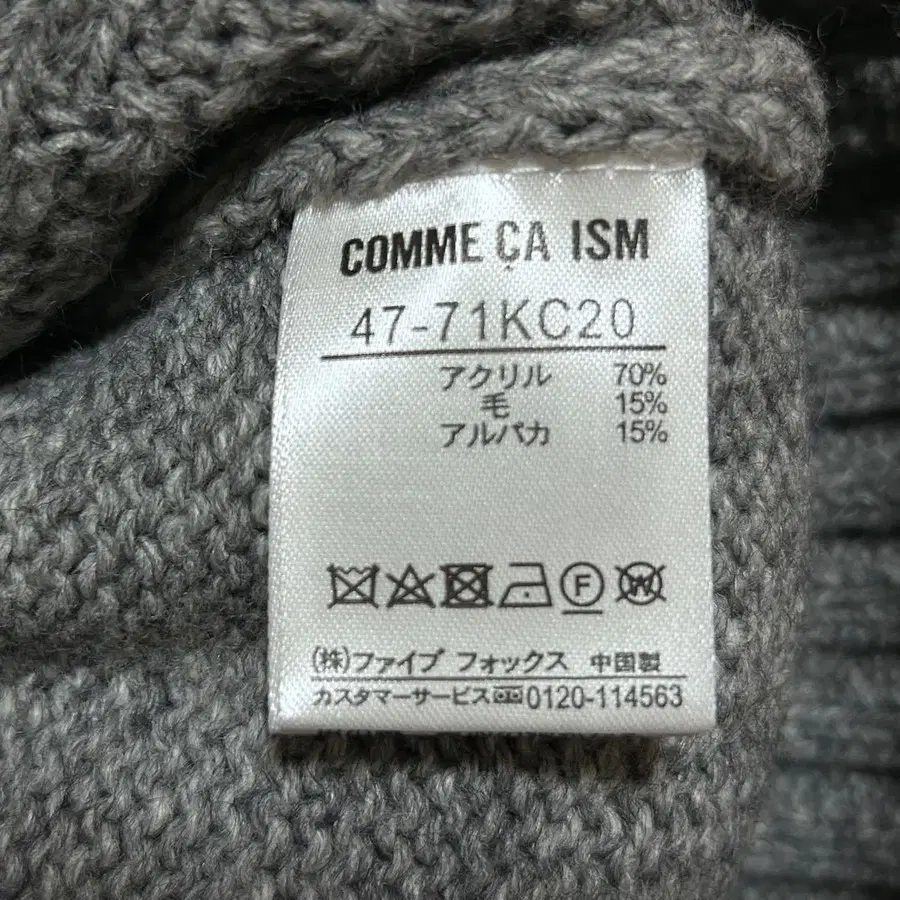 COMME ÇA ISM
47-71KC20
アクリル 70%
毛 15%
アルパカ 15%
F W
(株)ファイブ フォックス 中国製
カスタマーサービス 0120-114563